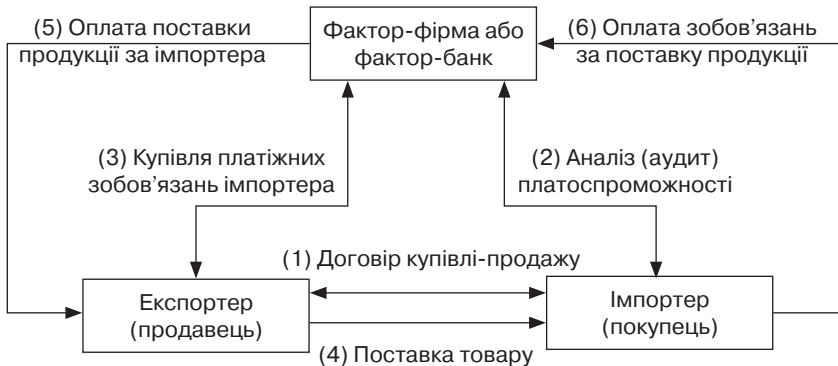 (5) Оплата поставки
продукції за імпортера
Фактор-фірма або
фактор-банк
(6) Оплата зобов’язань
за поставку продукції
(3) Купівля платіжних
зобов’язань імпортера
(2) Аналіз (аудит)
платоспроможності
(1) Договір купівлі-продажу
Експортер
(продавець)
Імпортер
(покупець)
(4) Поставка товару